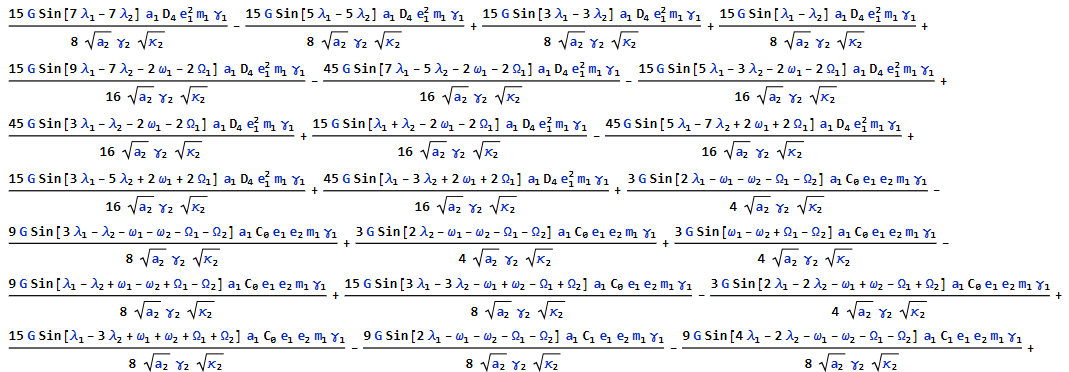 15 G Sin[7 λ₁ - 7 λ₂] a₁ D₄ e₁² m₁ γ₁ / 8 √a₂ γ₂ √κ₂ - 15 G Sin[5 λ₁ - 5 λ₂] a₁ D₄ e₁² m₁ γ₁ / 8 √a₂ γ₂ √κ₂ + 15 G Sin[3 λ₁ - 3 λ₂] a₁ D₄ e₁² m₁ γ₁ / 8 √a₂ γ₂ √κ₂ + 15 G Sin[λ₁ - λ₂] a₁ D₄ e₁² m₁ γ₁ / 8 √a₂ γ₂ √κ₂ +
15 G Sin[9 λ₁ - 7 λ₂ - 2 ω₁ - 2 Ω₁] a₁ D₄ e₁² m₁ γ₁ / 16 √a₂ γ₂ √κ₂ - 45 G Sin[7 λ₁ - 5 λ₂ - 2 ω₁ - 2 Ω₁] a₁ D₄ e₁² m₁ γ₁ / 16 √a₂ γ₂ √κ₂ - 15 G Sin[5 λ₁ - 3 λ₂ - 2 ω₁ - 2 Ω₁] a₁ D₄ e₁² m₁ γ₁ / 16 √a₂ γ₂ √κ₂ +
45 G Sin[3 λ₁ - λ₂ - 2 ω₁ - 2 Ω₁] a₁ D₄ e₁² m₁ γ₁ / 16 √a₂ γ₂ √κ₂ + 15 G Sin[λ₁ + λ₂ - 2 ω₁ - 2 Ω₁] a₁ D₄ e₁² m₁ γ₁ / 16 √a₂ γ₂ √κ₂ - 45 G Sin[5 λ₁ - 7 λ₂ + 2 ω₁ + 2 Ω₁] a₁ D₄ e₁² m₁ γ₁ / 16 √a₂ γ₂ √κ₂ +
15 G Sin[3 λ₁ - 5 λ₂ + 2 ω₁ + 2 Ω₁] a₁ D₄ e₁² m₁ γ₁ / 16 √a₂ γ₂ √κ₂ + 45 G Sin[λ₁ - 3 λ₂ + 2 ω₁ + 2 Ω₁] a₁ D₄ e₁² m₁ γ₁ / 16 √a₂ γ₂ √κ₂ + 3 G Sin[2 λ₁ - ω₁ - ω₂ - Ω₁ - Ω₂] a₁ C₀ e₁ e₂ m₁ γ₁ / 4 √a₂ γ₂ √κ₂ -
9 G Sin[3 λ₁ - λ₂ - ω₁ - ω₂ - Ω₁ - Ω₂] a₁ C₀ e₁ e₂ m₁ γ₁ / 8 √a₂ γ₂ √κ₂ + 3 G Sin[2 λ₂ - ω₁ - ω₂ - Ω₁ - Ω₂] a₁ C₀ e₁ e₂ m₁ γ₁ / 4 √a₂ γ₂ √κ₂ + 3 G Sin[ω₁ - ω₂ + Ω₁ - Ω₂] a₁ C₀ e₁ e₂ m₁ γ₁ / 4 √a₂ γ₂ √κ₂ -
9 G Sin[λ₁ - λ₂ + ω₁ - ω₂ + Ω₁ - Ω₂] a₁ C₀ e₁ e₂ m₁ γ₁ / 8 √a₂ γ₂ √κ₂ + 15 G Sin[3 λ₁ - 3 λ₂ - ω₁ + ω₂ - Ω₁ + Ω₂] a₁ C₀ e₁ e₂ m₁ γ₁ / 8 √a₂ γ₂ √κ₂ - 3 G Sin[2 λ₁ - 2 λ₂ - ω₁ + ω₂ - Ω₁ + Ω₂] a₁ C₀ e₁ e₂ m₁ γ₁ / 4 √a₂ γ₂ √κ₂ +
15 G Sin[λ₁ - 3 λ₂ + ω₁ + ω₂ + Ω₁ + Ω₂] a₁ C₀ e₁ e₂ m₁ γ₁ / 8 √a₂ γ₂ √κ₂ - 9 G Sin[2 λ₁ - ω₁ - ω₂ - Ω₁ - Ω₂] a₁ C₁ e₁ e₂ m₁ γ₁ / 8 √a₂ γ₂ √κ₂ - 9 G Sin[4 λ₁ - 2 λ₂ - ω₁ - ω₂ - Ω₁ - Ω₂] a₁ C₁ e₁ e₂ m₁ γ₁ / 8 √a₂ γ₂ √κ₂ +